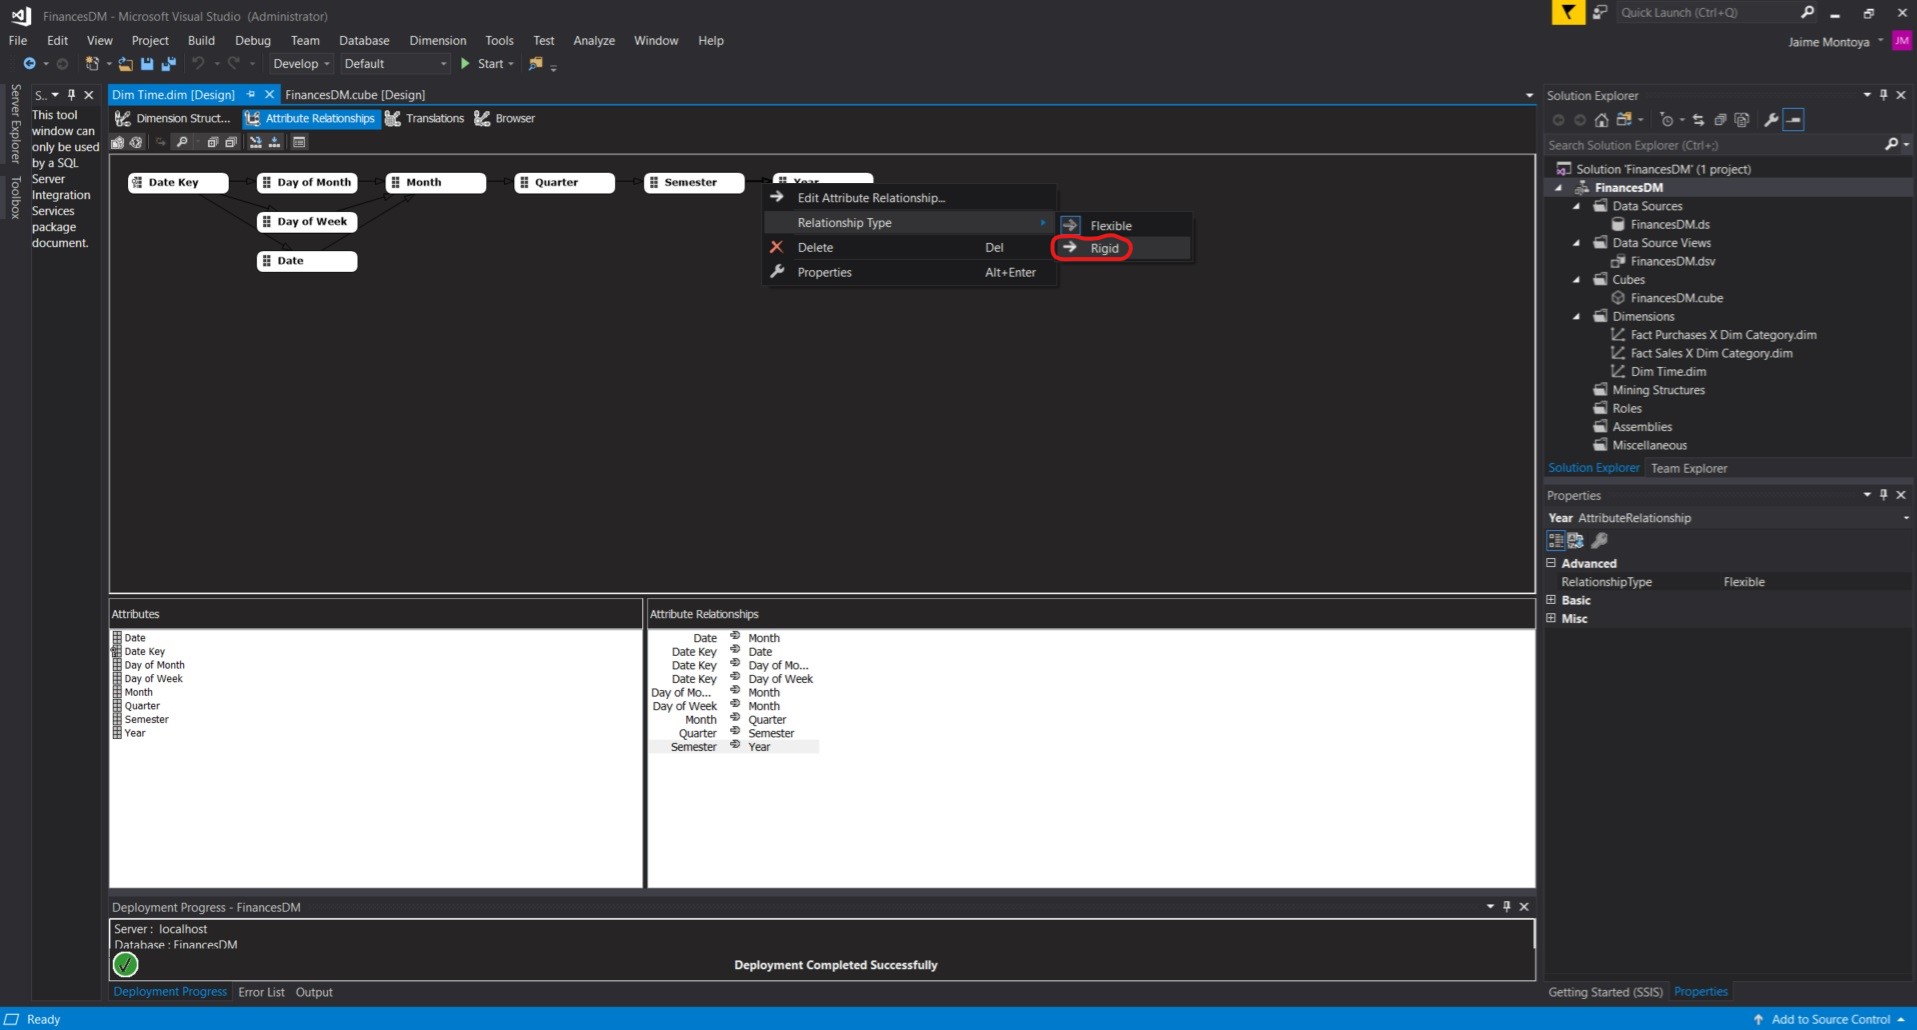 FinancesDM - Microsoft Visual Studio (Administrator)
Quick Launch (Ctrl+Q)
File Edit View Project Build Debug Team Database Dimension Tools Test Analyze Window Help
Jaime Montoya JM
Develop Default Start
Server Explorer
Toolbox
S..
This tool
window can
only be used
by a SQL
Server
Integration
Services
package
document.
Dim Time.dim [Design] FinancesDM.cube [Design]
Dimension Struct... Attribute Relationships Translations Browser
Date Key Day of Month Month Quarter Semester Year
Day of Week
Date
Edit Attribute Relationship...
Relationship Type
Delete Del
Properties Alt+Enter
Flexible
Rigid
Attributes
Date
Date Key
Day of Month
Day of Week
Month
Quarter
Semester
Year
Attribute Relationships
Date Month
Date Key Date
Date Key Day of Mo...
Date Key Day of Week
Day of Mo... Month
Day of Week Month
Month Quarter
Quarter Semester
Semester Year
Deployment Progress - FinancesDM
Server : localhost
Database : FinancesDM
Deployment Completed Successfully
Deployment Progress Error List Output
Solution Explorer
Search Solution Explorer (Ctrl+;)
Solution 'FinancesDM' (1 project)
FinancesDM
Data Sources
FinancesDM.ds
Data Source Views
FinancesDM.dsv
Cubes
FinancesDM.cube
Dimensions
Fact Purchases X Dim Category.dim
Fact Sales X Dim Category.dim
Dim Time.dim
Mining Structures
Roles
Assemblies
Miscellaneous
Solution Explorer Team Explorer
Properties
Year AttributeRelationship
Advanced
RelationshipType Flexible
Basic
Misc
Getting Started (SSIS) Properties
Ready
Add to Source Control